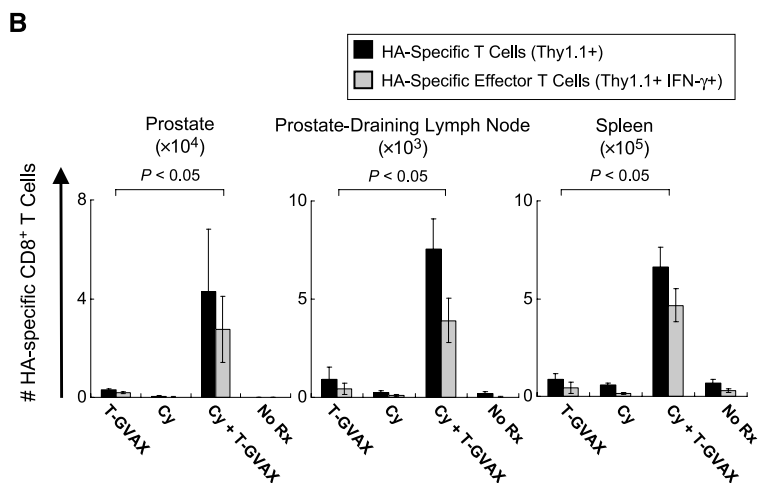 B
HA-Specific T Cells (Thy1.1+)
HA-Specific Effector T Cells (Thy1.1+ IFN-γ+)
# HA-specific CD8⁺ T Cells
Prostate
(×10⁴)
P < 0.05
8
4
0
T-GVAX
Cy
Cy + T-GVAX
No Rx
Prostate-Draining Lymph Node
(×10³)
P < 0.05
10
5
0
T-GVAX
Cy
Cy + T-GVAX
No Rx
Spleen
(×10⁵)
P < 0.05
10
5
0
T-GVAX
Cy
Cy + T-GVAX
No Rx